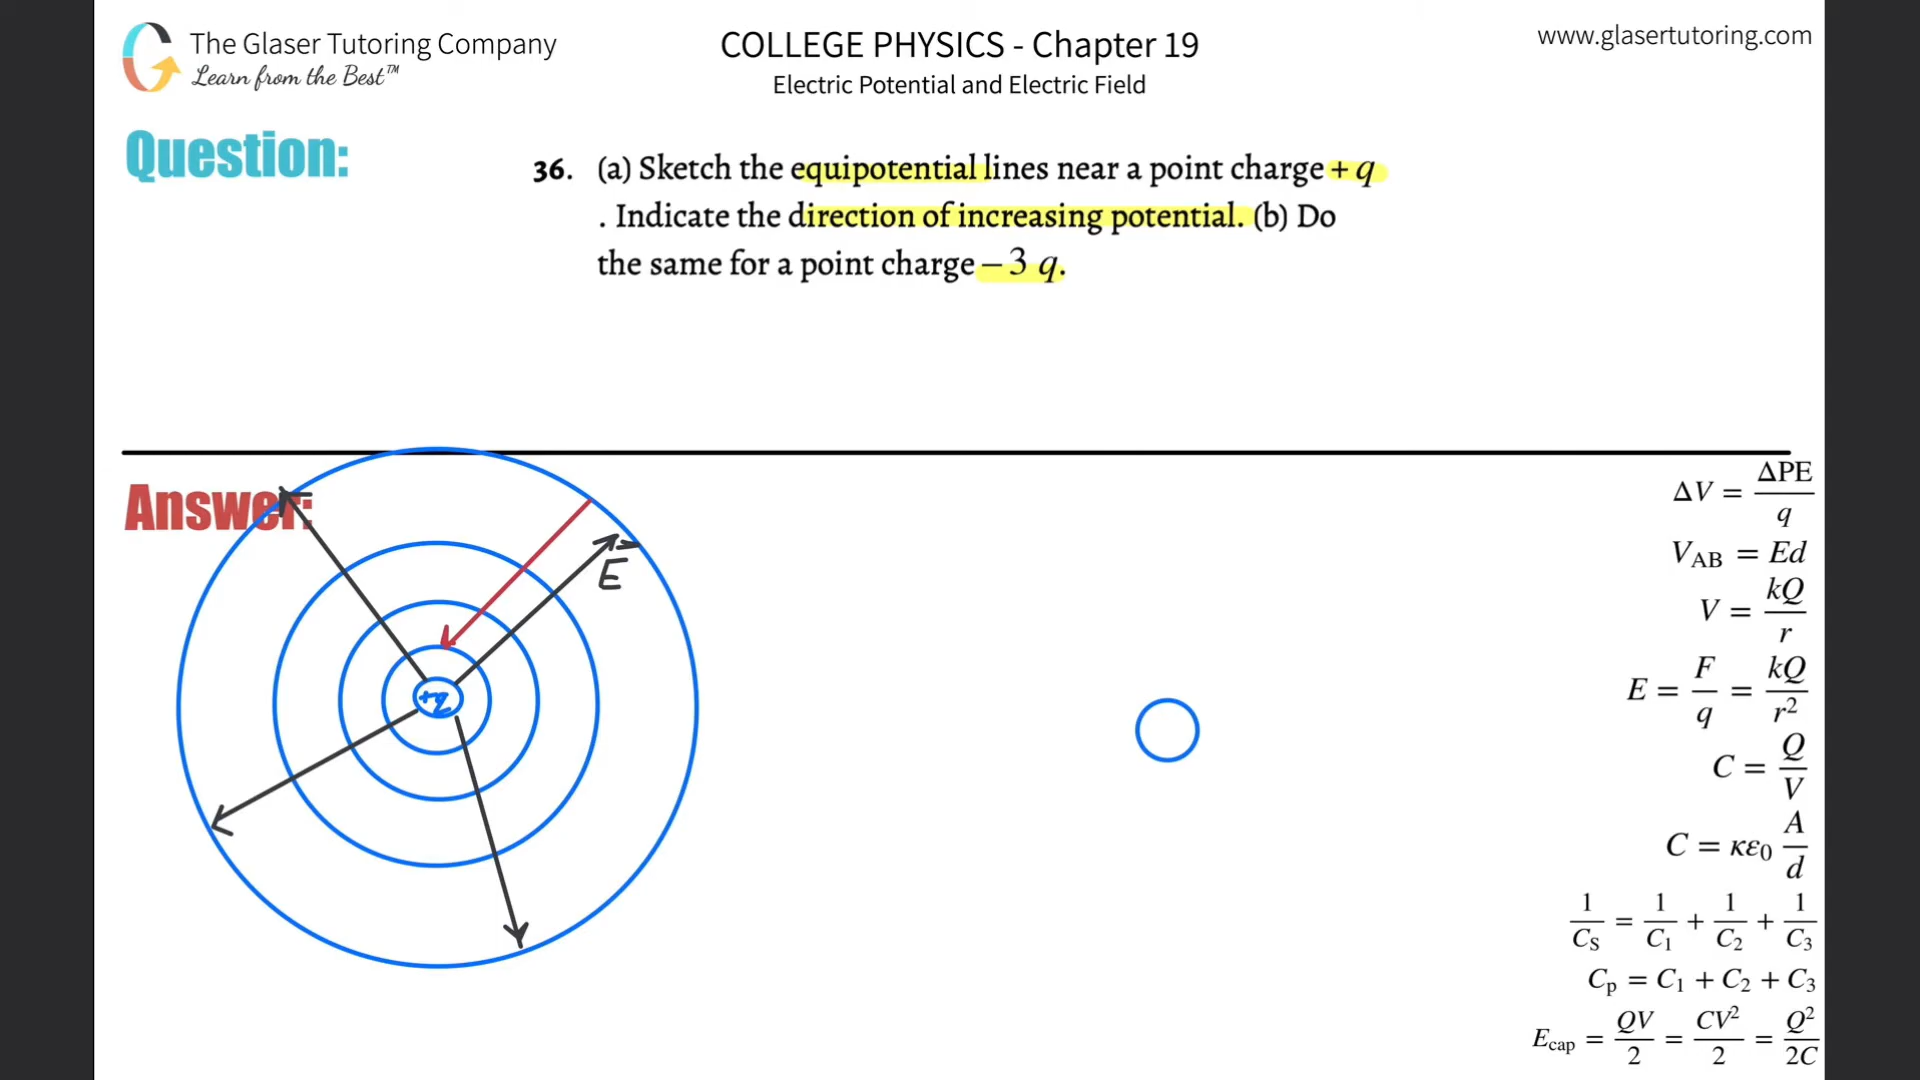 The Glaser Tutoring Company
Learn from the Best™
COLLEGE PHYSICS - Chapter 19
Electric Potential and Electric Field
www.glasertutoring.com
Question:
36. (a) Sketch the equipotential lines near a point charge + q
. Indicate the direction of increasing potential. (b) Do
the same for a point charge – 3 q.
Answer:
E
+q
ΔV = ΔPE / q
V_AB = Ed
V = kQ / r
E = F / q = kQ / r²
C = Q / V
C = κε₀ A / d
1 / C_S = 1 / C₁ + 1 / C₂ + 1 / C₃
C_p = C₁ + C₂ + C₃
E_cap = QV / 2 = CV² / 2 = Q² / 2C